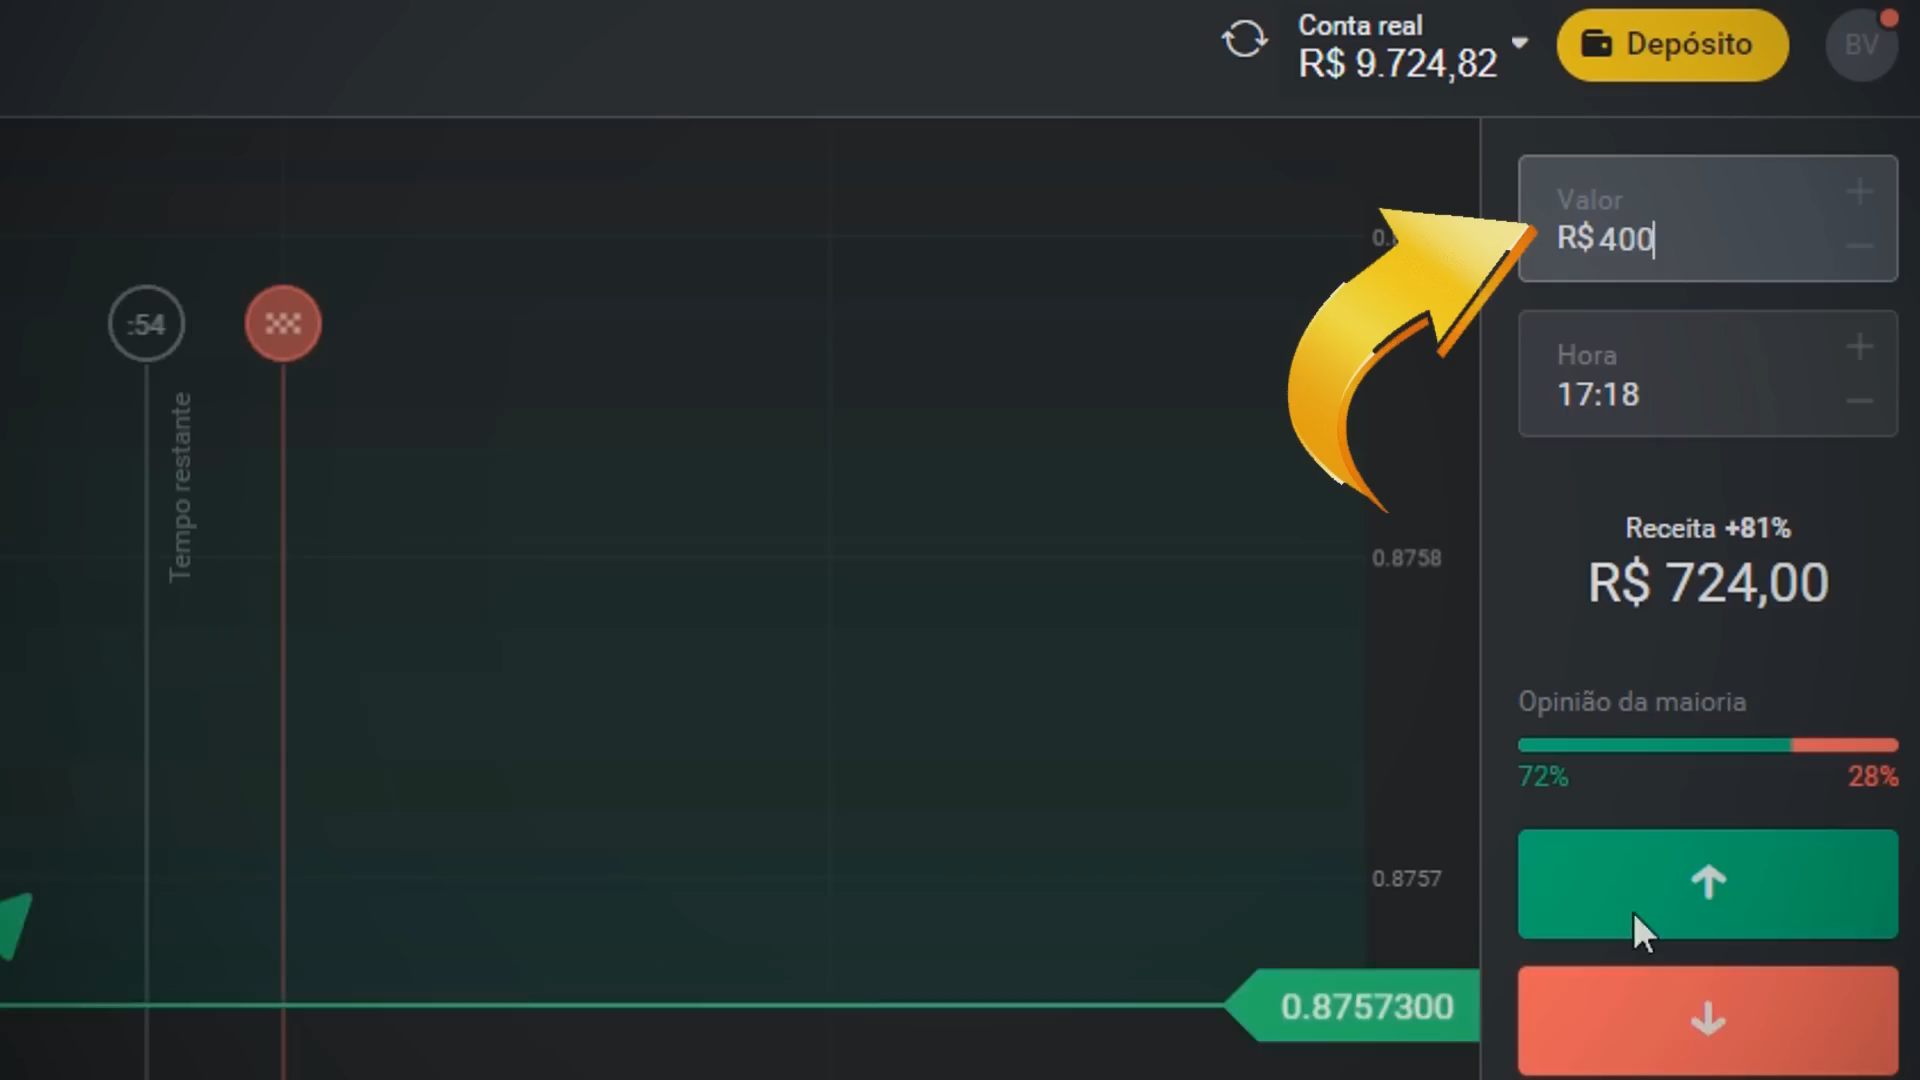 Conta real
R$ 9.724,82
Depósito
BV
Valor
R$ 400
:54
Tempo restante
Hora
17:18
0.8758
Receita +81%
R$ 724,00
Opinião da maioria
72%
28%
0.8757
0.8757300